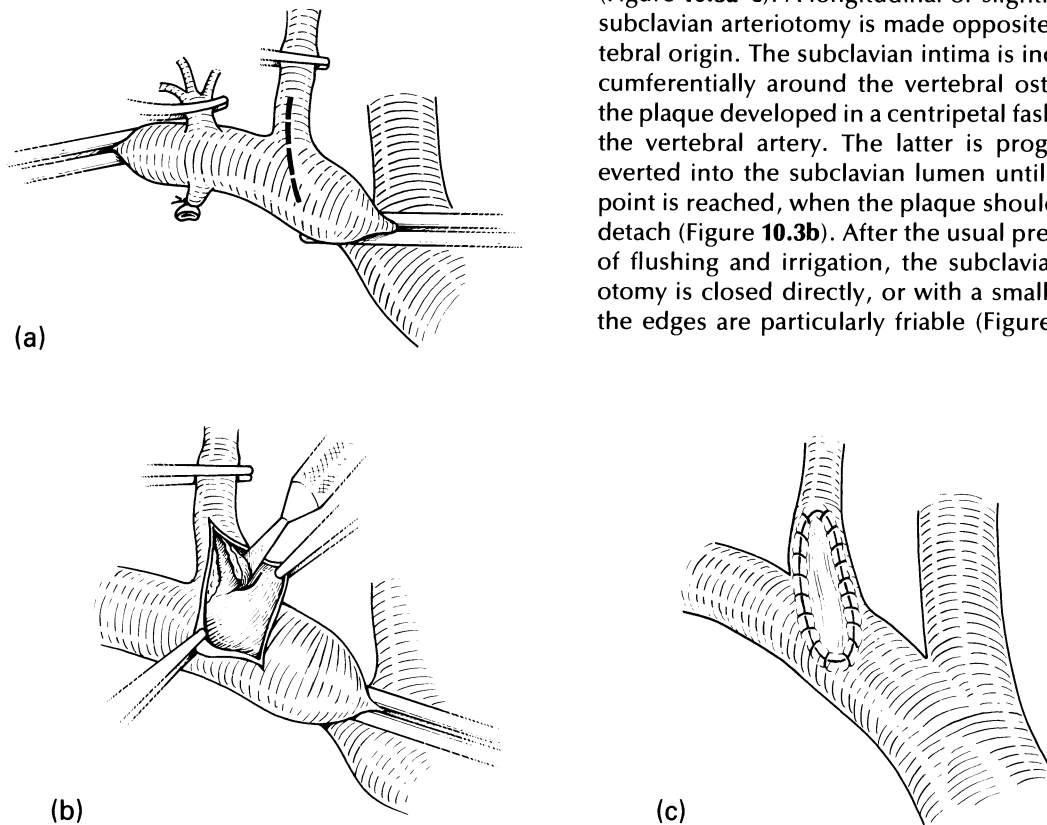 subclavian arteriotomy is made opposite
tebral origin. The subclavian intima is in
cumferentially around the vertebral ost
the plaque developed in a centripetal fas
the vertebral artery. The latter is prog
everted into the subclavian lumen until
point is reached, when the plaque shoul
detach (Figure 10.3b). After the usual pre
of flushing and irrigation, the subclavia
otomy is closed directly, or with a small
the edges are particularly friable (Figure
(a)
(b)
(c)